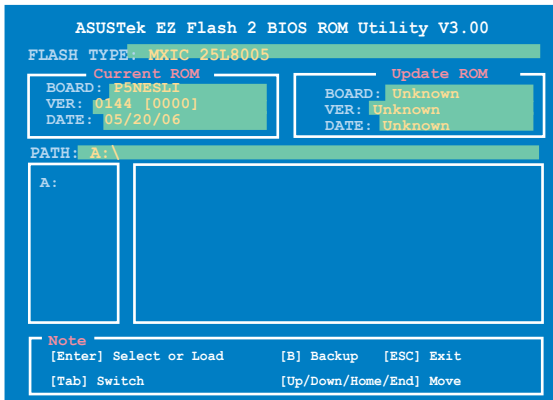 ASUSTek EZ Flash 2 BIOS ROM Utility V3.00
FLASH TYPE: MXIC 25L8005
Current ROM
BOARD: P5NESLI
VER: 0144 [0000]
DATE: 05/20/06
Update ROM
BOARD: Unknown
VER: Unknown
DATE: Unknown
PATH: A:\
A:
Note
[Enter] Select or Load [B] Backup [ESC] Exit
[Tab] Switch [Up/Down/Home/End] Move